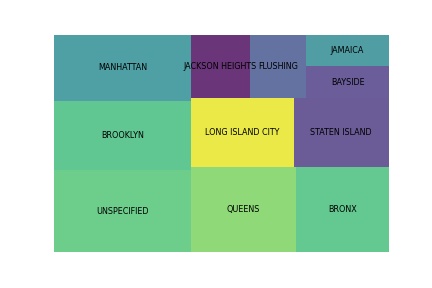 MANHATTAN
JACKSON HEIGHTS
FLUSHING
JAMAICA
BAYSIDE
BROOKLYN
LONG ISLAND CITY
STATEN ISLAND
UNSPECIFIED
QUEENS
BRONX